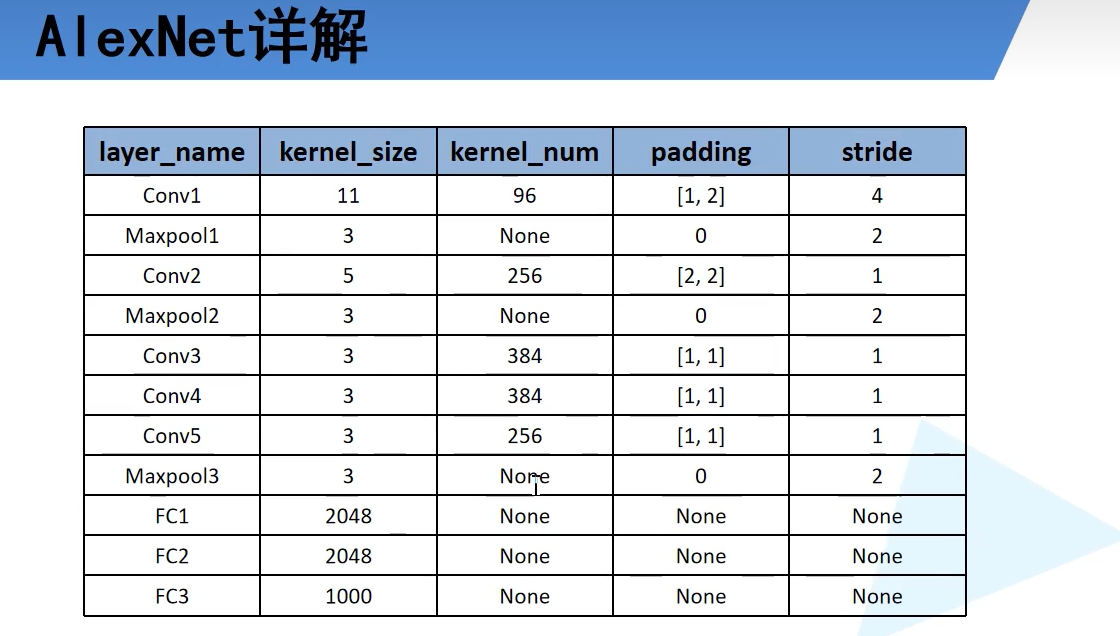 AlexNet详解
layer_name kernel_size kernel_num padding stride
Conv1 11 96 [1, 2] 4
Maxpool1 3 None 0 2
Conv2 5 256 [2, 2] 1
Maxpool2 3 None 0 2
Conv3 3 384 [1, 1] 1
Conv4 3 384 [1, 1] 1
Conv5 3 256 [1, 1] 1
Maxpool3 3 None 0 2
FC1 2048 None None None
FC2 2048 None None None
FC3 1000 None None None